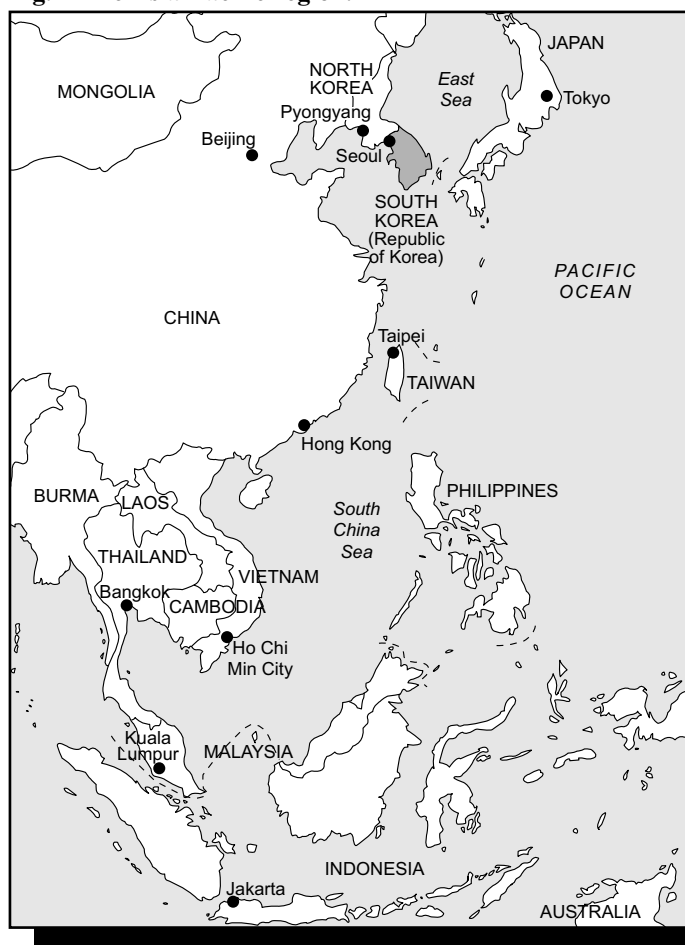 MONGOLIA
NORTH
KOREA
Pyongyang
Beijing
Seoul
East
Sea
JAPAN
Tokyo
SOUTH
KOREA
(Republic
of Korea)
PACIFIC
OCEAN
CHINA
Taipei
TAIWAN
Hong Kong
BURMA
LAOS
THAILAND
VIETNAM
Bangkok
CAMBODIA
Ho Chi
Min City
South
China
Sea
PHILIPPINES
Kuala
Lumpur
MALAYSIA
INDONESIA
Jakarta
AUSTRALIA